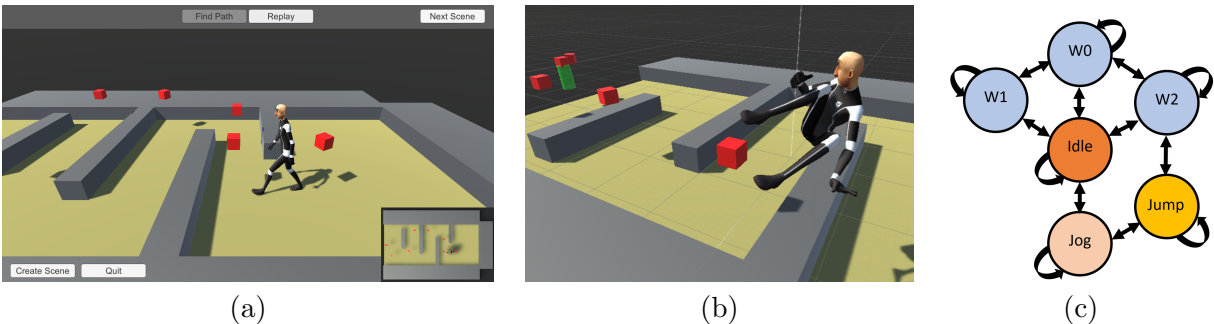 Find Path
Replay
Next Scene
Create Scene
Quit
W0
W1
W2
Idle
Jump
Jog
(a)
(b)
(c)